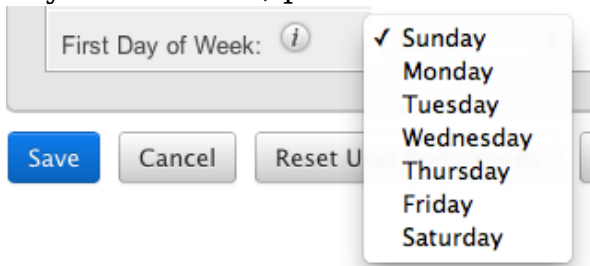 First Day of Week: i
✓ Sunday
Monday
Tuesday
Wednesday
Thursday
Friday
Saturday
Save Cancel Reset U